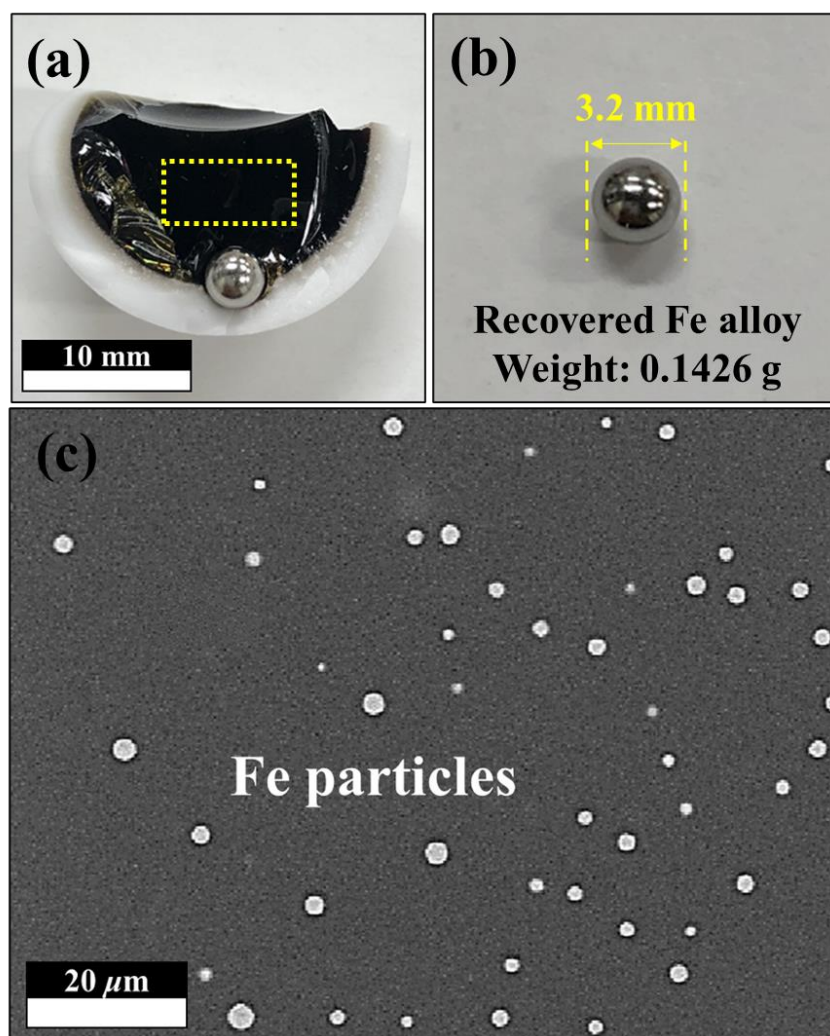 (a)
10 mm
(b)
3.2 mm
Recovered Fe alloy
Weight: 0.1426 g
(c)
Fe particles
20 μm